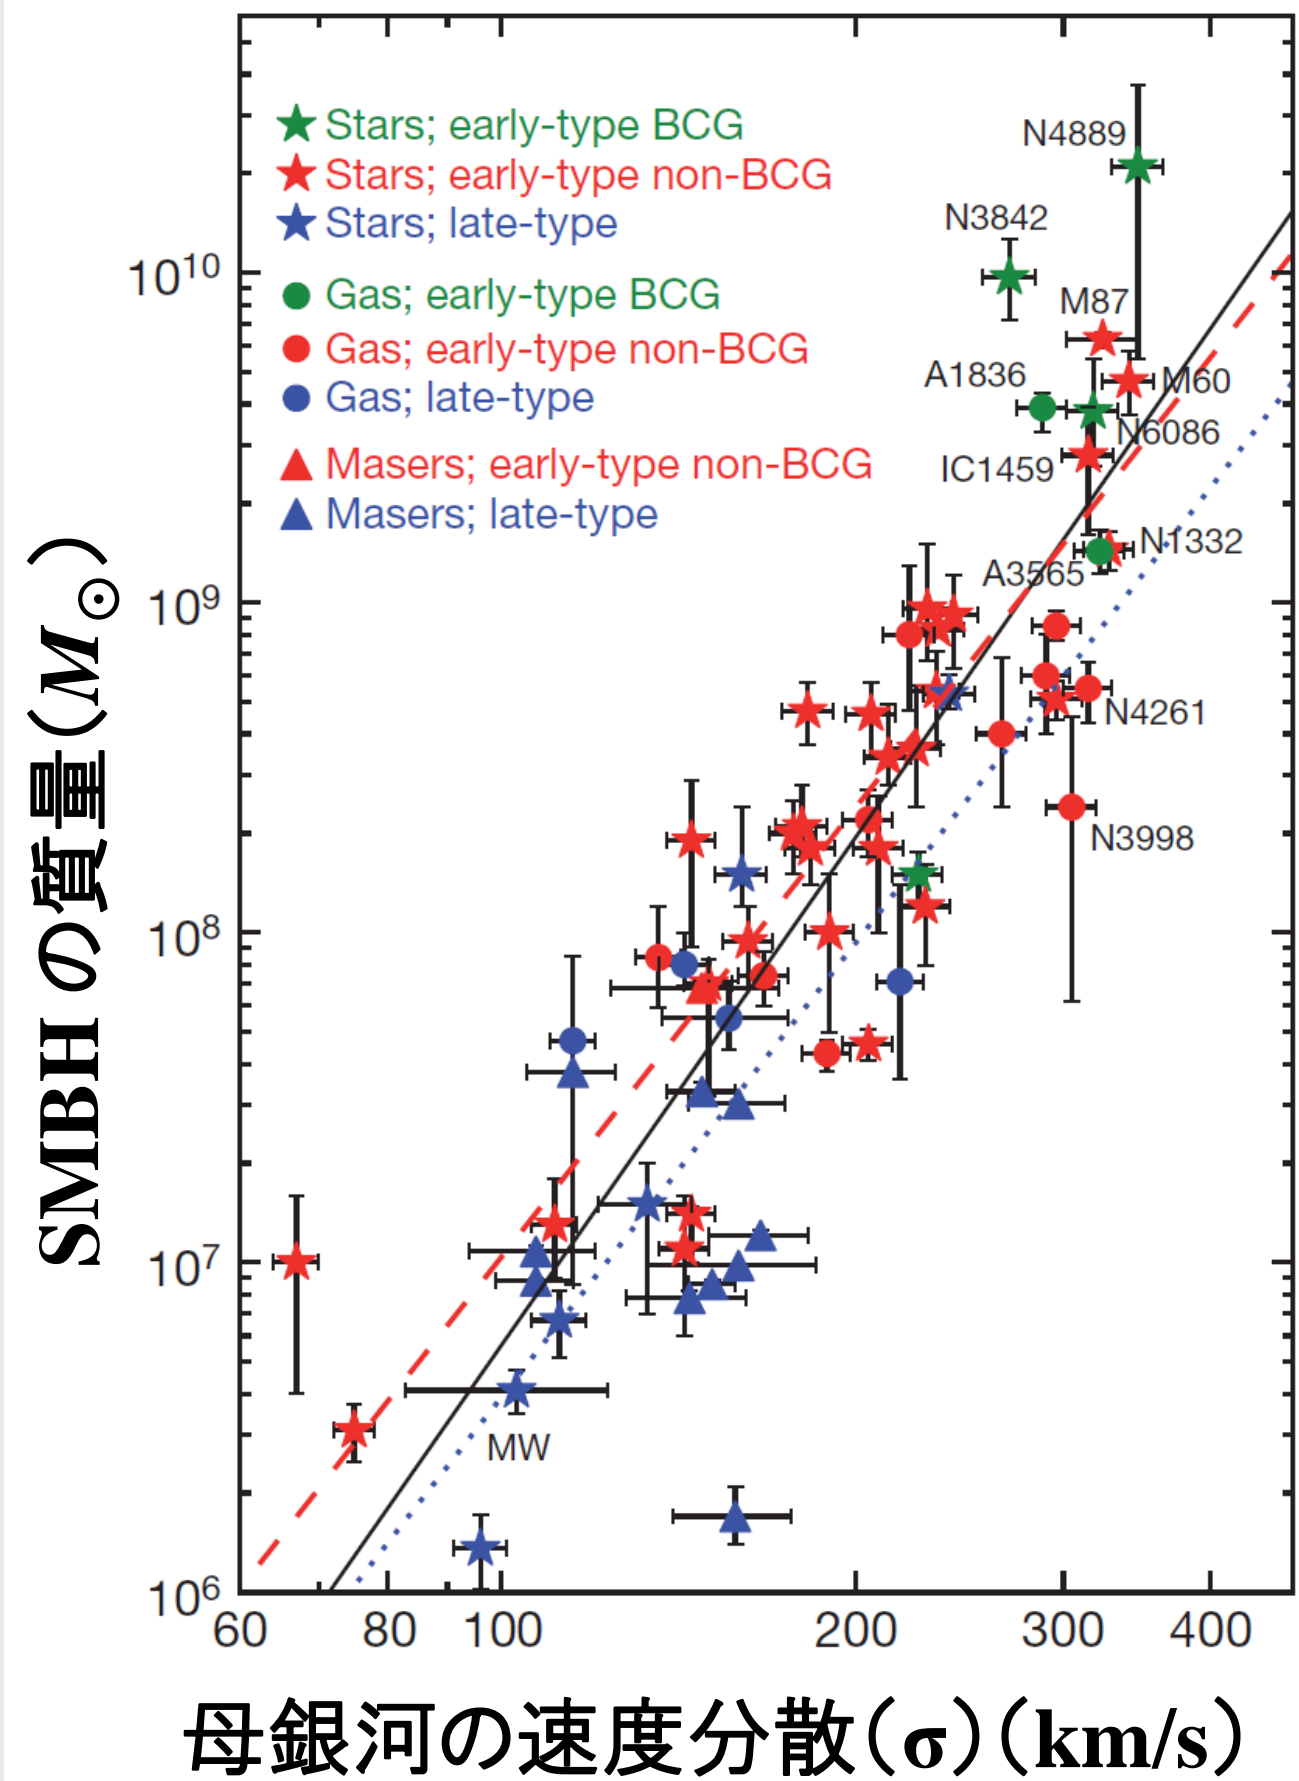 Stars; early-type BCG
Stars; early-type non-BCG
Stars; late-type
Gas; early-type BCG
Gas; early-type non-BCG
Gas; late-type
Masers; early-type non-BCG
Masers; late-type
N4889
N3842
M87
A1836
M60
N6086
IC1459
N1332
A3565
N4261
N3998
MW
10¹⁰
10⁹
10⁸
10⁷
10⁶
SMBH の質量(M⊙)
60 80 100 200 300 400
母銀河の速度分散(σ)(km/s)